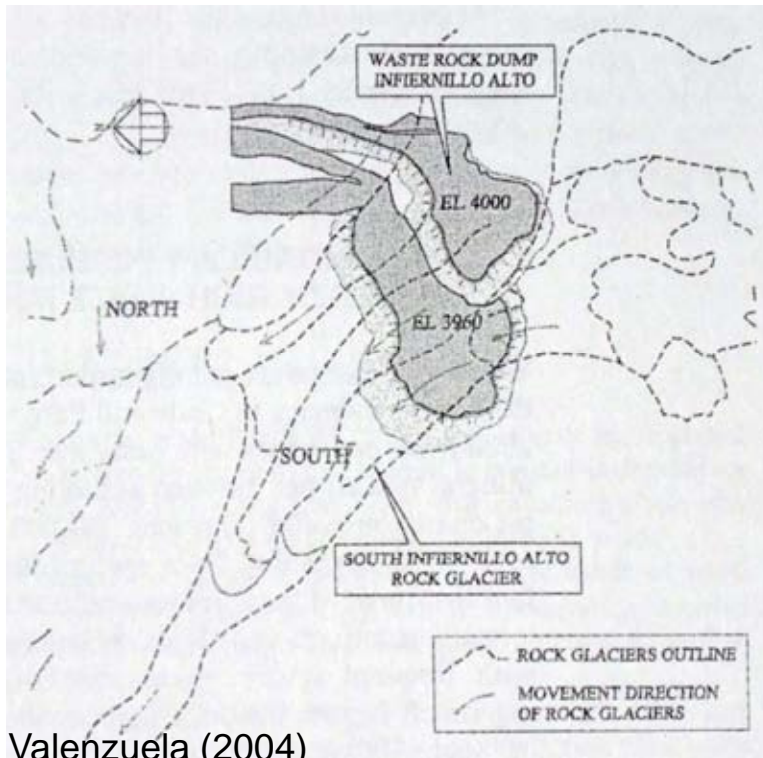 WASTE ROCK DUMP
INFIERNILLO ALTO
EL 4000
NORTH
EL 3960
SOUTH
SOUTH INFIERNILLO ALTO
ROCK GLACIER
ROCK GLACIERS OUTLINE
MOVEMENT DIRECTION
OF ROCK GLACIERS
Valenzuela (2004)